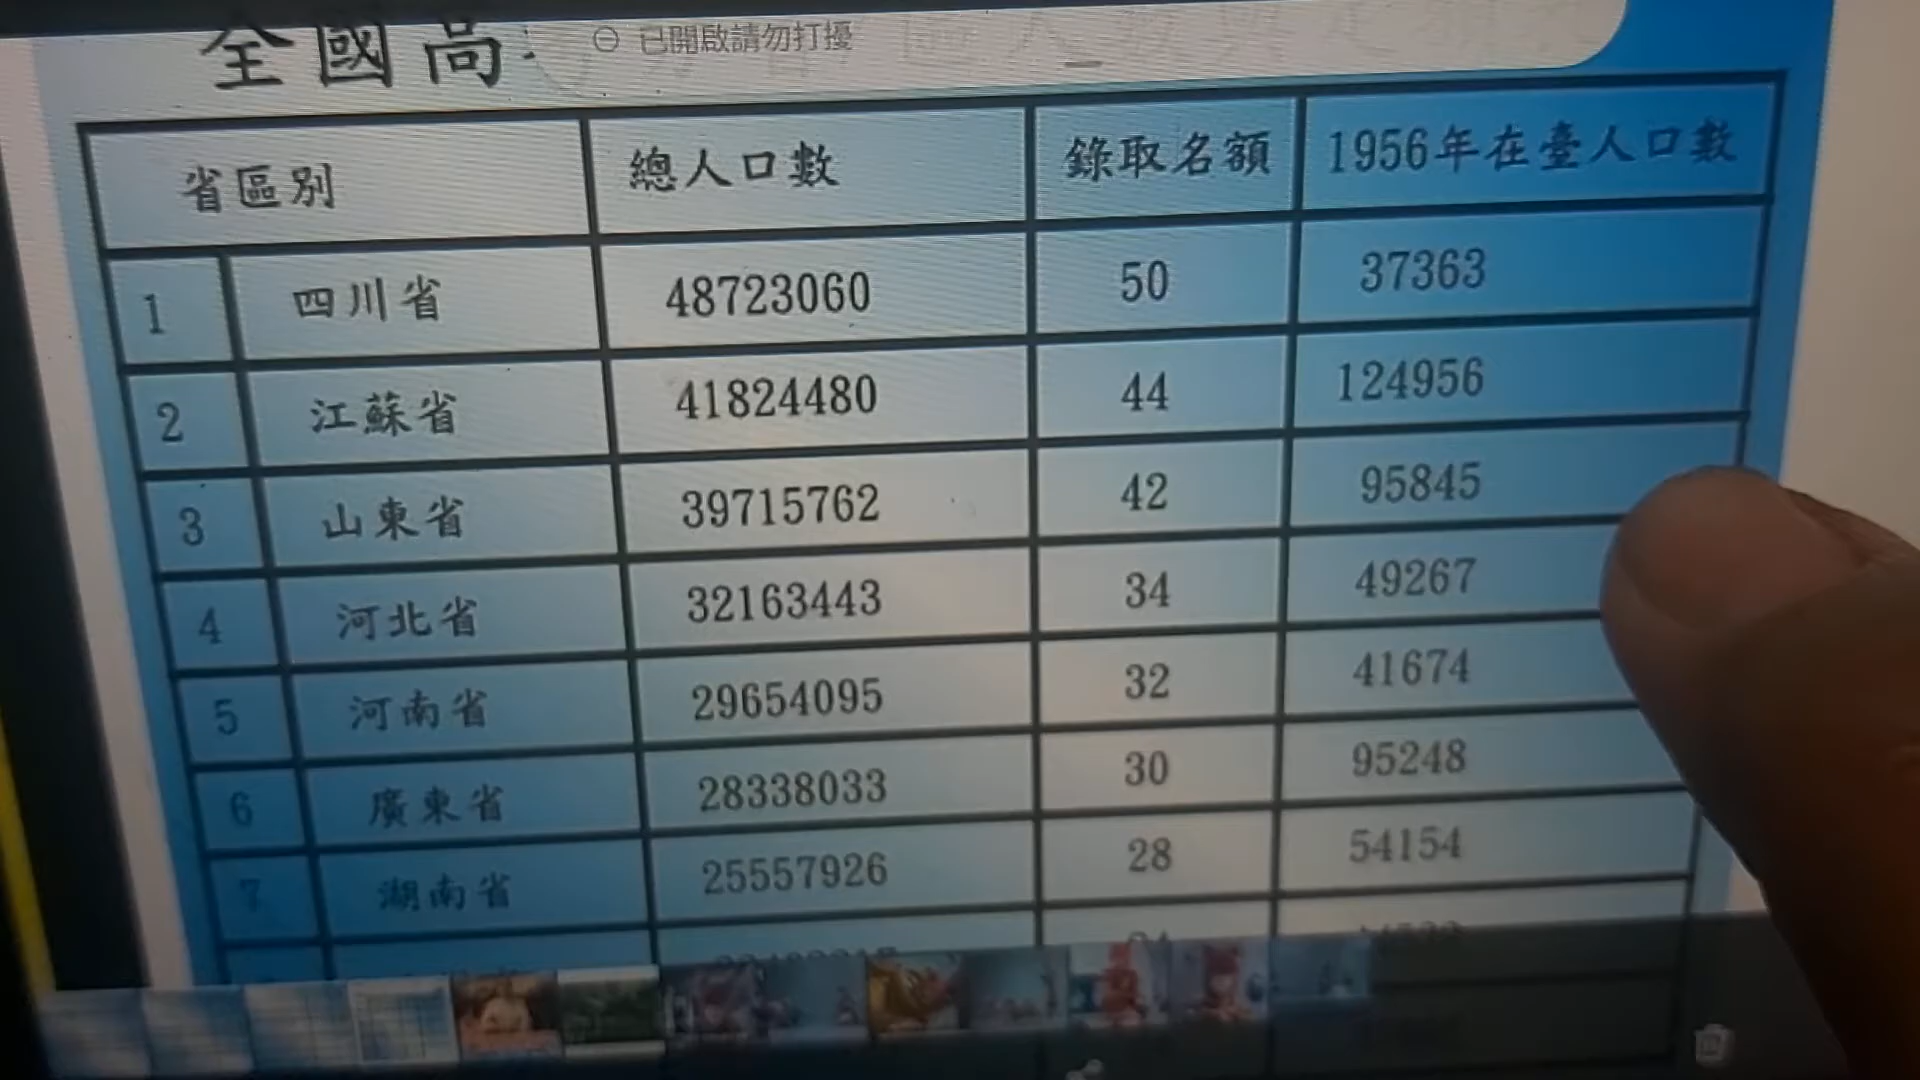 全國高
已開啟請勿打擾
省區別 總人口數 錄取名額 1956年在臺人口數
1 四川省 48723060 50 37363
2 江蘇省 41824480 44 124956
3 山東省 39715762 42 95845
4 河北省 32163443 34 49267
5 河南省 29654095 32 41674
6 廣東省 28338033 30 95248
7 湖南省 25557926 28 54154